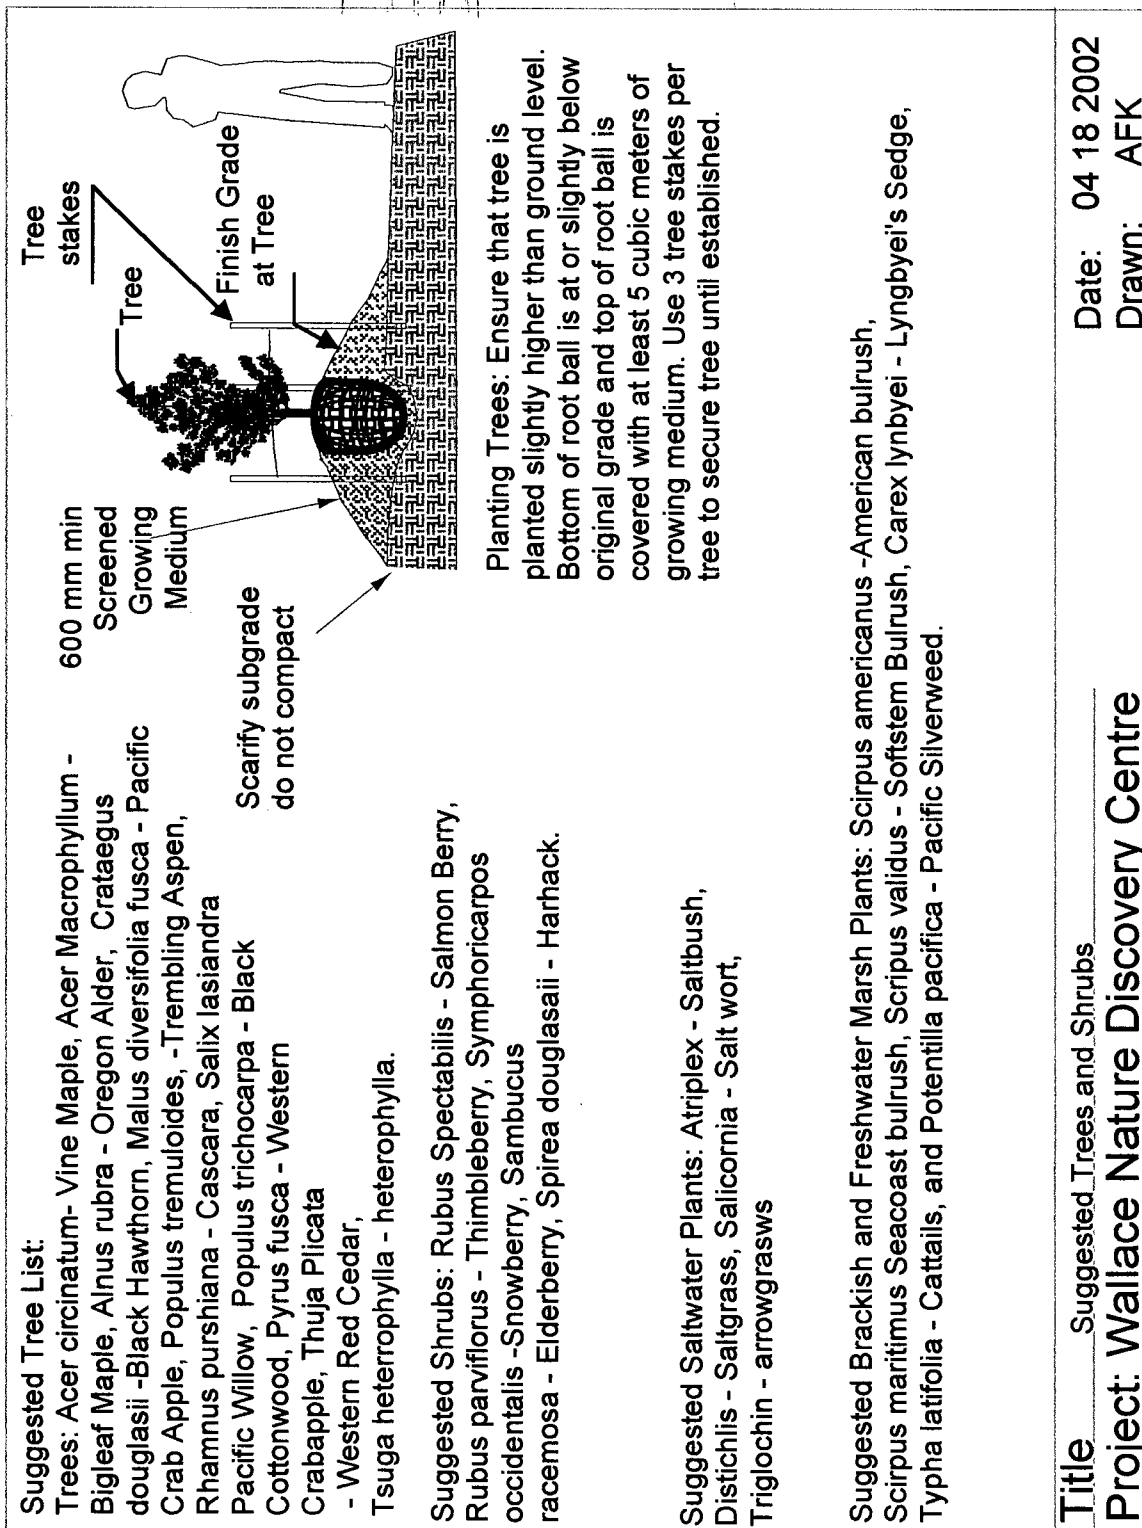 Suggested Tree List:
Trees: Acer circinatum- Vine Maple, Acer Macrophyllum -
Bigleaf Maple, Alnus rubra - Oregon Alder, Crataegus
douglasii -Black Hawthorn, Malus diversifolia fusca - Pacific
Crab Apple, Populus tremuloides, -Trembling Aspen,
Rhamnus purshiana - Cascara, Salix lasiandra
Pacific Willow, Populus trichocarpa - Black
Cottonwood, Pyrus fusca - Western
Crabapple, Thuja Plicata
- Western Red Cedar,
Tsuga heterrophylla - heterophylla.
Suggested Shrubs: Rubus Spectabilis - Salmon Berry,
Rubus parviflorus - Thimbleberry, Symphoricarpos
occidentalis -Snowberry, Sambucus
racemosa - Elderberry, Spirea douglasaii - Harhack.
Suggested Saltwater Plants: Atriplex - Saltbush,
Distichlis - Saltgrass, Salicornia - Salt wort,
Triglochin - arrowgrasws
600 mm min
Screened
Growing
Medium
Scarify subgrade
do not compact
Tree
Tree
stakes
Finish Grade
at Tree
Planting Trees: Ensure that tree is
planted slightly higher than ground level.
Bottom of root ball is at or slightly below
original grade and top of root ball is
covered with at least 5 cubic meters of
growing medium. Use 3 tree stakes per
tree to secure tree until established.
Suggested Brackish and Freshwater Marsh Plants: Scirpus americanus -American bulrush,
Scirpus maritimus Seacoast bulrush, Scripus validus - Softstem Bulrush, Carex lynbyei - Lyngbyei's Sedge,
Typha latifolia - Cattails, and Potentilla pacifica - Pacific Silverweed.
Title Suggested Trees and Shrubs
Project: Wallace Nature Discovery Centre
Date: 04 18 2002
Drawn: AFK